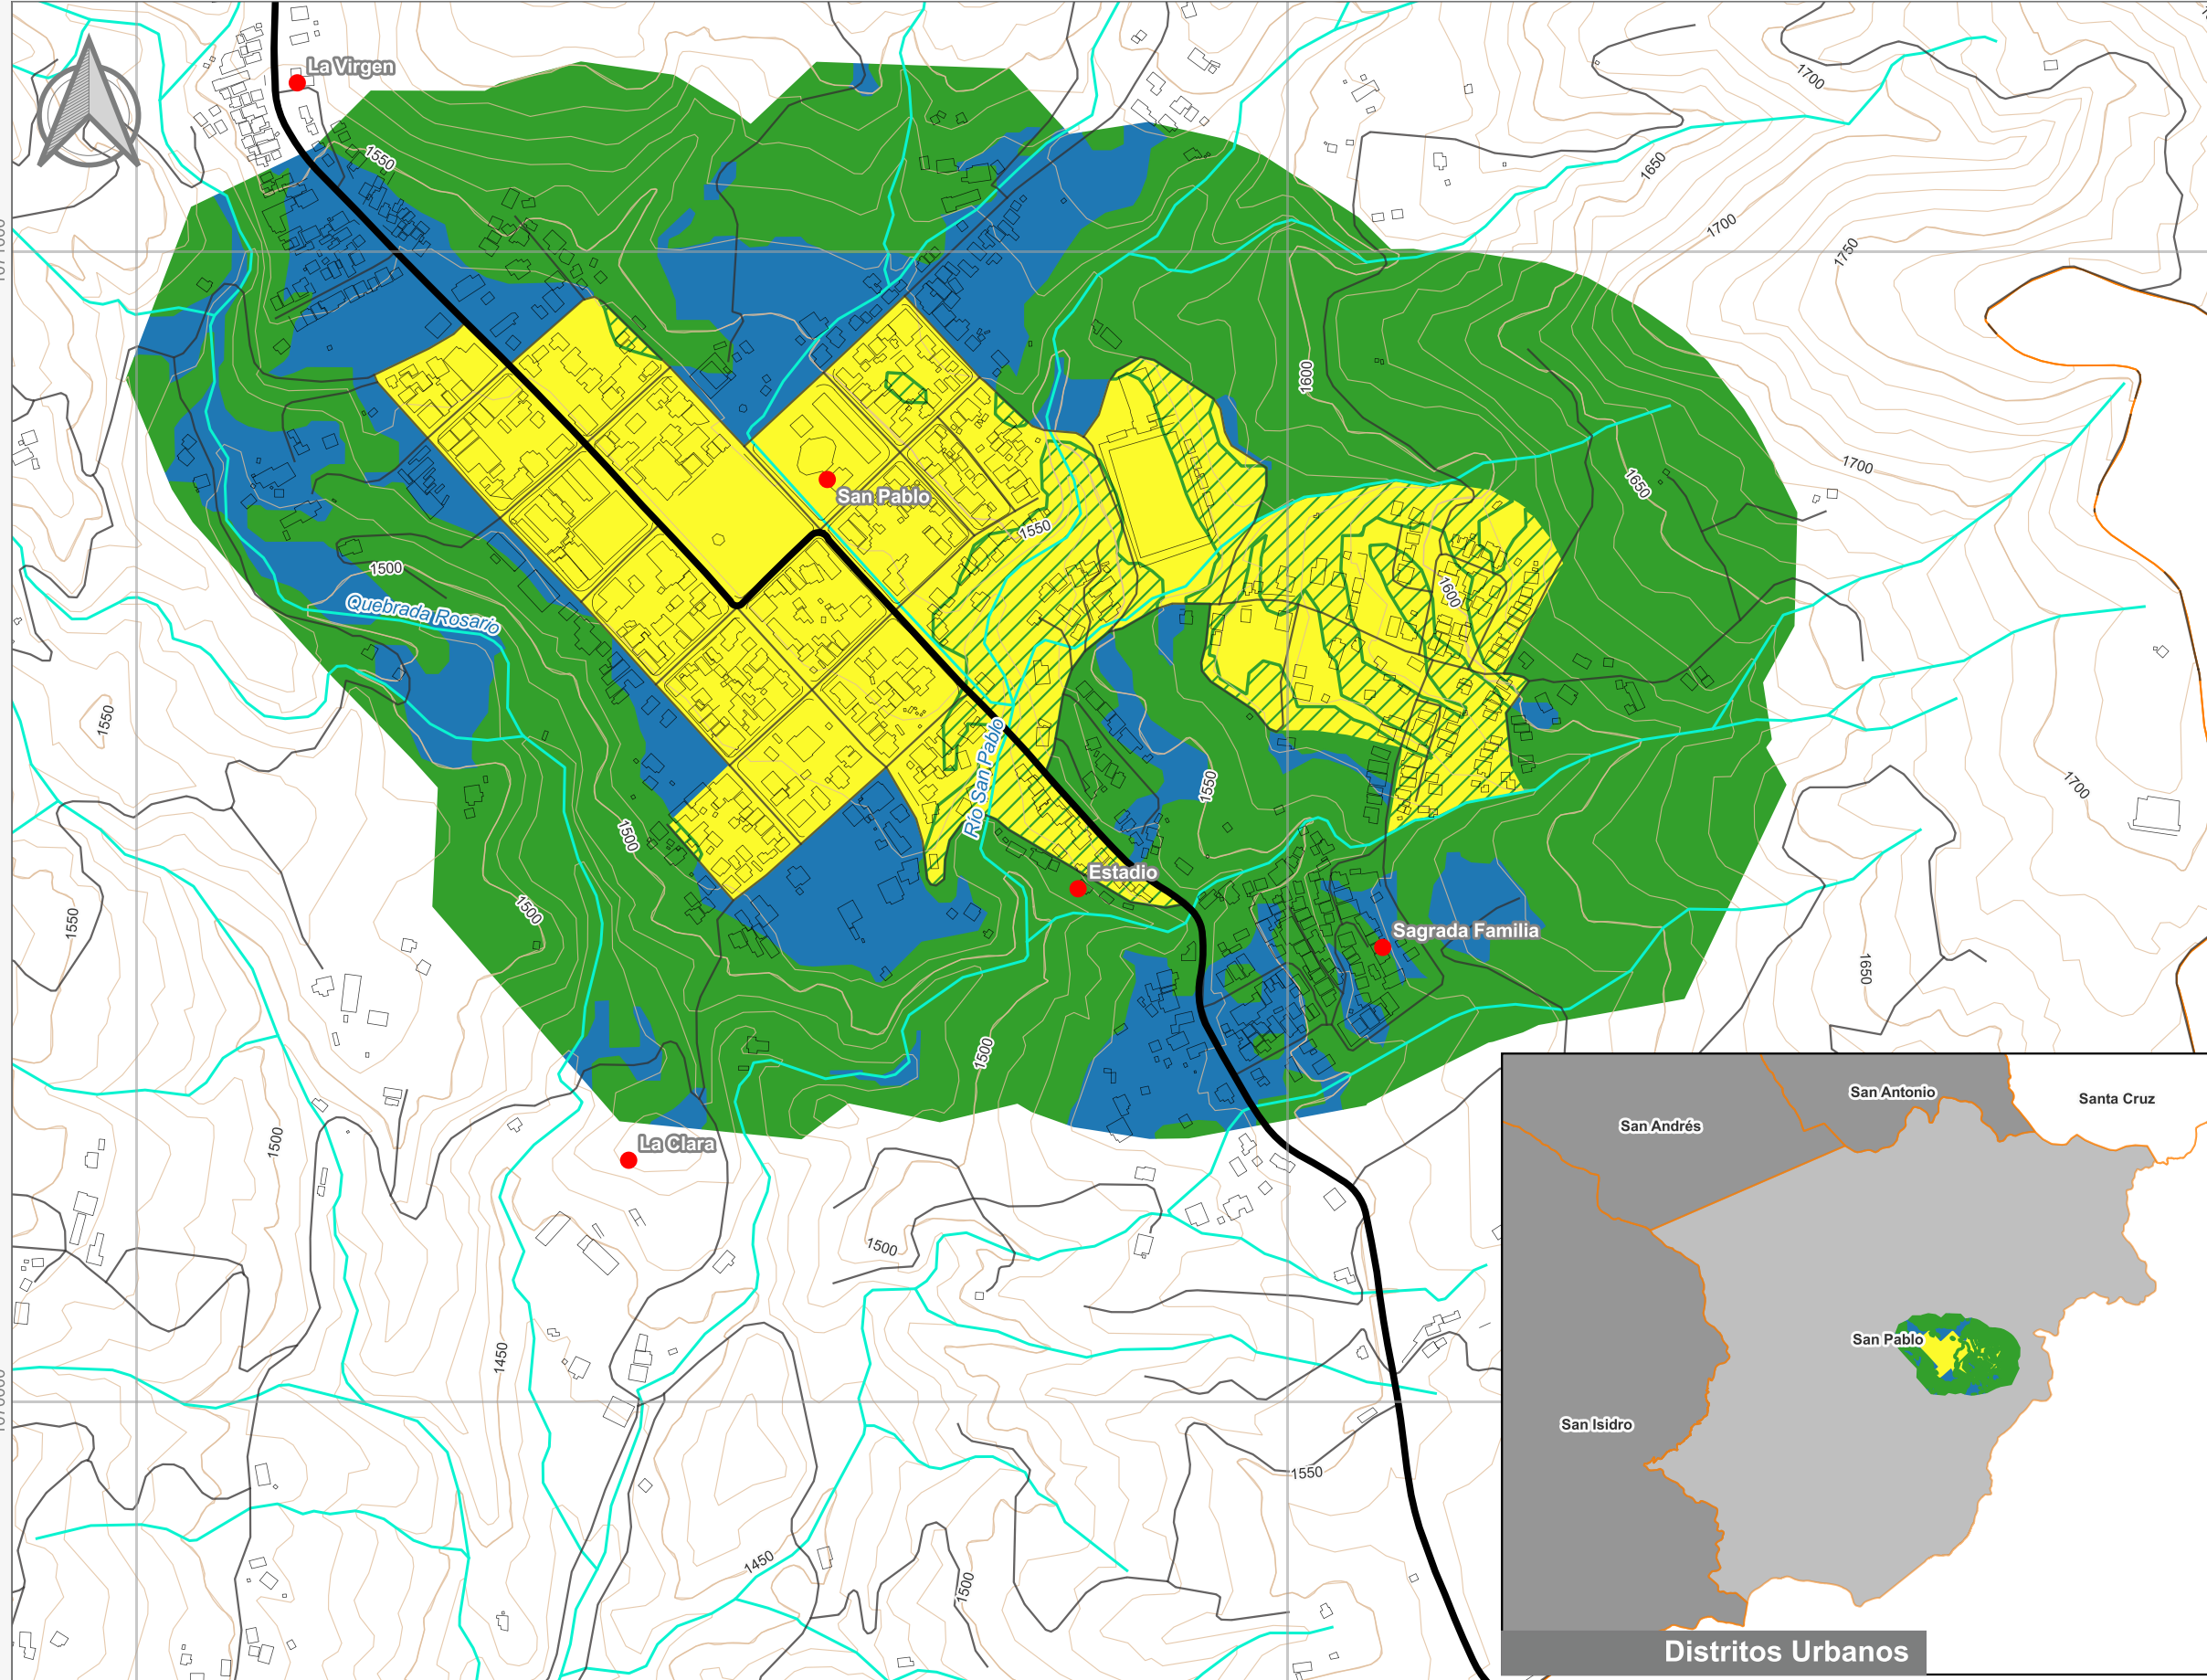 La Virgen
1550
1700
1650
1700
1750
1600
1700
1650
San Pablo
1550
1500
Quebrada Rosario
1600
1550
1550
Río San Pablo
1700
1500
Estadio
1500
1550
Sagrada Familia
1650
1500
La Clara
1500
1500
1450
1550
1450
1500
San Antonio
Santa Cruz
San Andrés
San Pablo
San Isidro
Distritos Urbanos